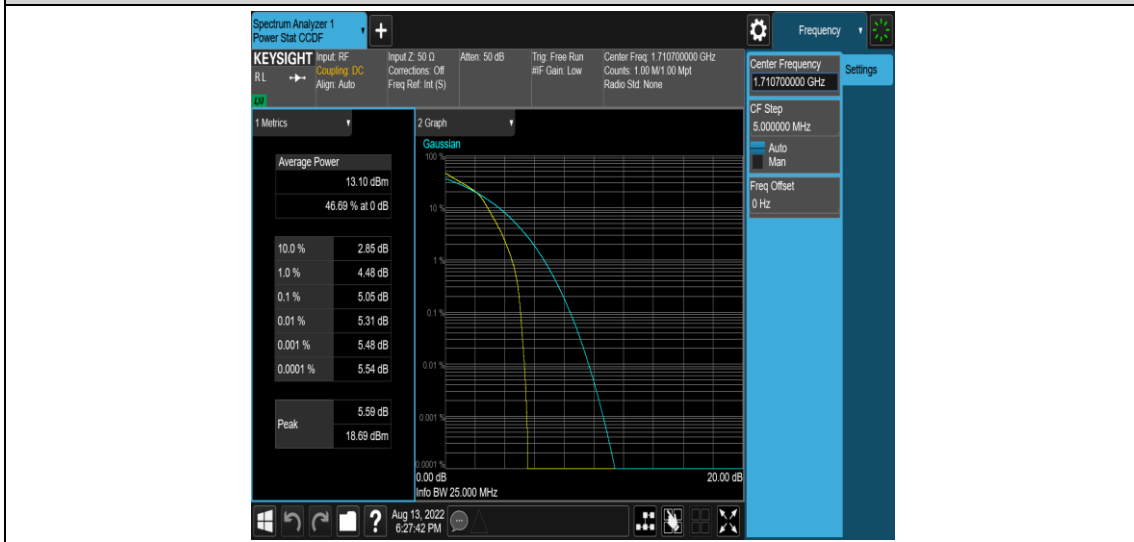 Spectrum Analyzer 1
Power Stat CCDF
+
Frequency
KEYSIGHT
RL
Input: RF
Coupling: DC
Align: Auto
Input Z: 50 Ω
Corrections: Off
Freq Ref: Int (S)
Atten: 50 dB
Trig: Free Run
#IF Gain: Low
Center Freq: 1.710700000 GHz
Counts: 1.00 M/1.00 Mpt
Radio Std: None
Center Frequency
1.710700000 GHz
Settings
CF Step
5.000000 MHz
Auto
Man
Freq Offset
0 Hz
1 Metrics
Average Power
13.10 dBm
46.69 % at 0 dB
10.0 % 2.85 dB
1.0 % 4.48 dB
0.1 % 5.05 dB
0.01 % 5.31 dB
0.001 % 5.48 dB
0.0001 % 5.54 dB
Peak
5.59 dB
18.69 dBm
2 Graph
Gaussian
100 %
10 %
1 %
0.1 %
0.01 %
0.001 %
0.0001 %
0.00 dB
20.00 dB
Info BW 25.000 MHz
?
Aug 13, 2022
6:27:42 PM